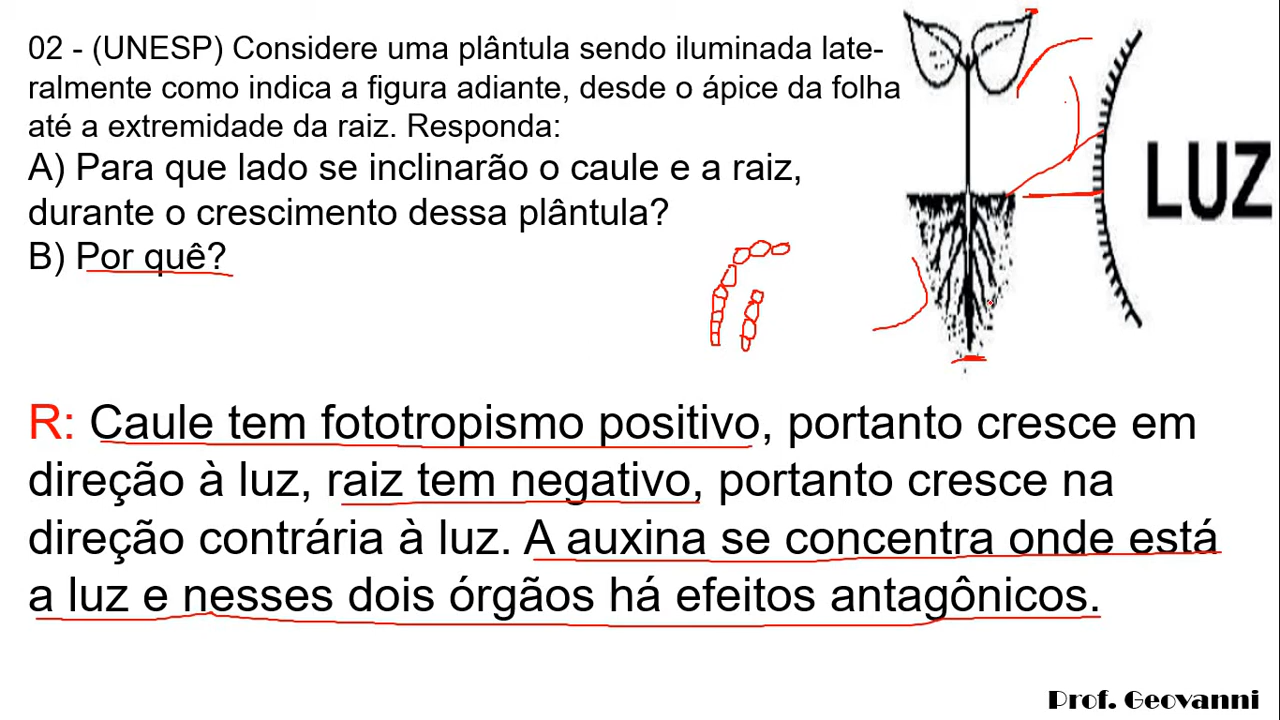 02 - (UNESP) Considere uma plântula sendo iluminada late-
ralmente como indica a figura adiante, desde o ápice da folha
até a extremidade da raiz. Responda:
A) Para que lado se inclinarão o caule e a raiz,
durante o crescimento dessa plântula?
B) Por quê?
LUZ
R: Caule tem fototropismo positivo, portanto cresce em
direção à luz, raiz tem negativo, portanto cresce na
direção contrária à luz. A auxina se concentra onde está
a luz e nesses dois órgãos há efeitos antagônicos.
Prof. Geovanni